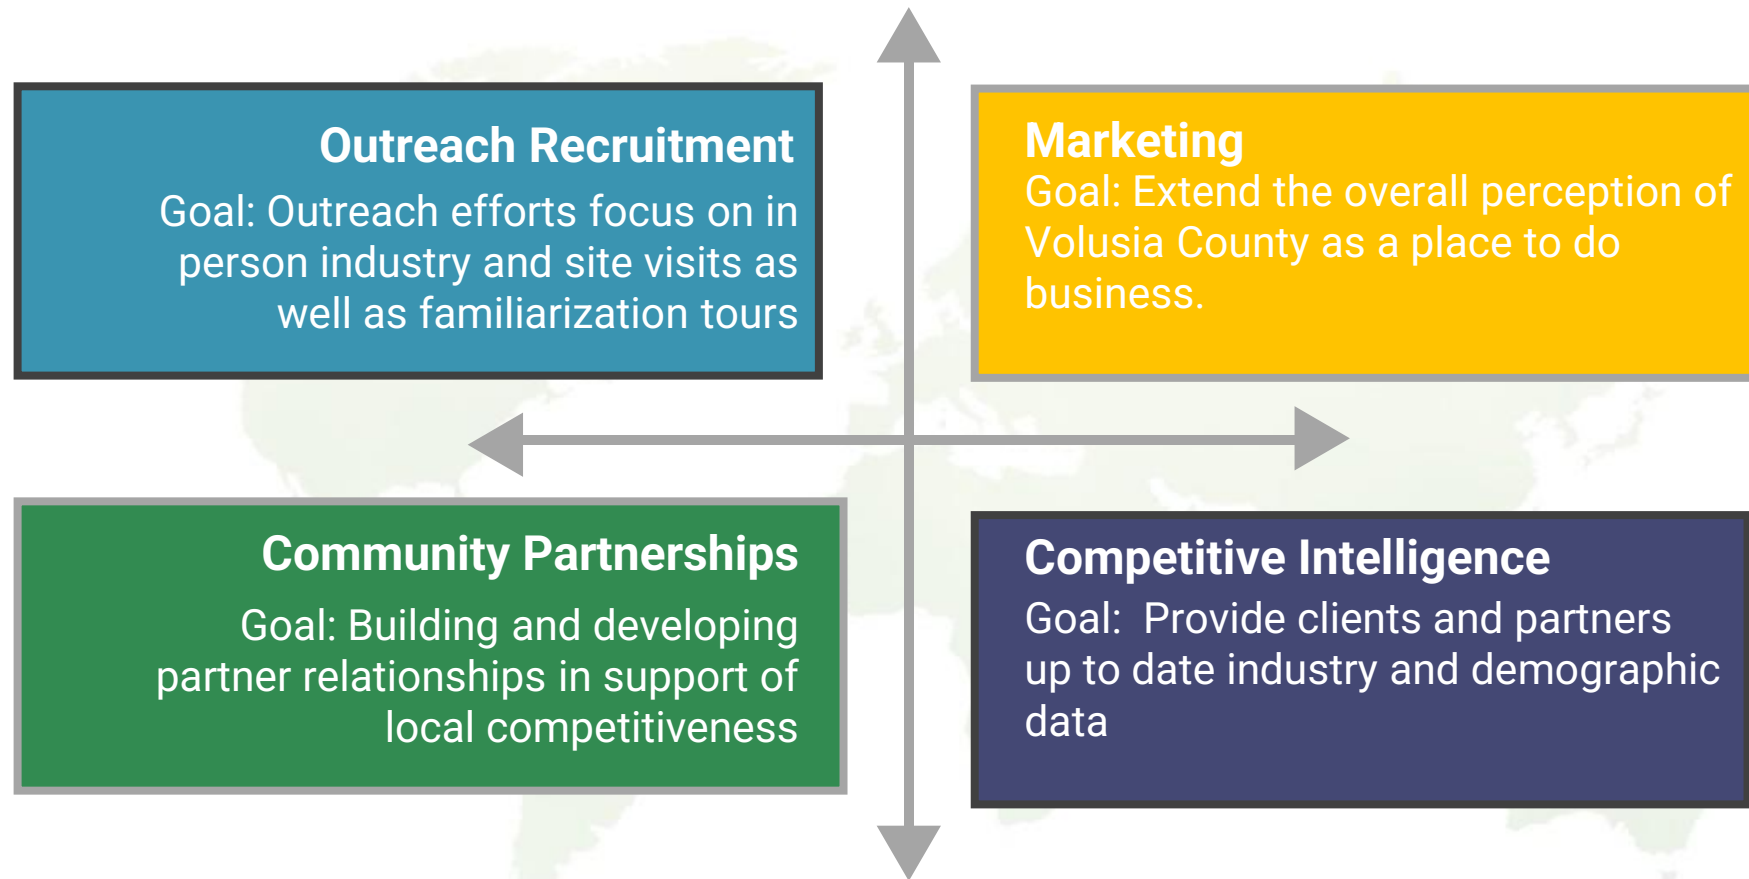 Outreach Recruitment
Goal: Outreach efforts focus on in
person industry and site visits as
well as familiarization tours
Marketing
Goal: Extend the overall perception of
Volusia County as a place to do
business.
Community Partnerships
Goal: Building and developing
partner relationships in support of
local competitiveness
Competitive Intelligence
Goal:  Provide clients and partners
up to date industry and demographic
data